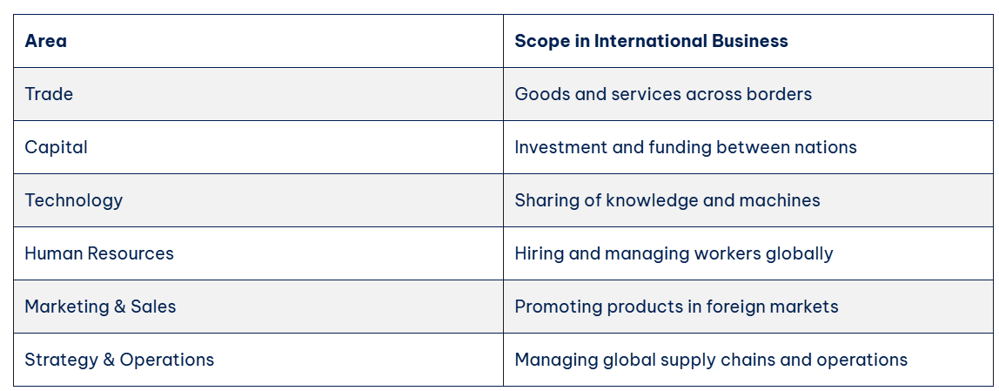 Area
Scope in International Business
Trade
Goods and services across borders
Capital
Investment and funding between nations
Technology
Sharing of knowledge and machines
Human Resources
Hiring and managing workers globally
Marketing & Sales
Promoting products in foreign markets
Strategy & Operations
Managing global supply chains and operations